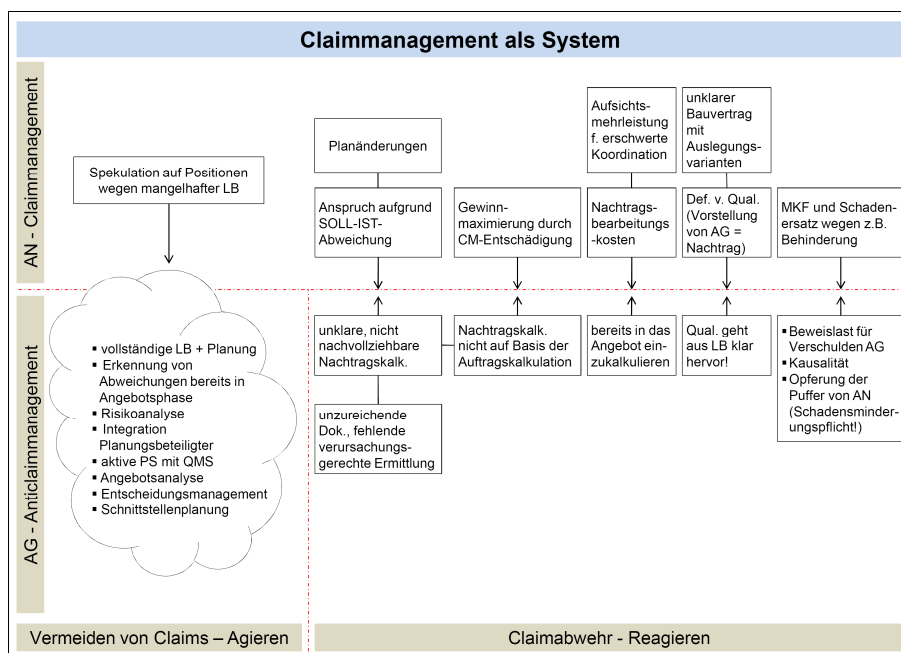 Claimmanagement als System
AN - Claimmanagement
Spekulation auf Positionen
wegen mangelhafter LB
Planänderungen
Anspruch aufgrund
SOLL-IST-
Abweichung
Gewinn-
maximierung durch
CM-Entschädigung
Aufsichts-
mehrleistung
f. erschwerte
Koordination
Nachtrags-
bearbeitungs
-kosten
unklarer
Bauvertrag
mit
Auslegungs-
varianten
Def. v. Qual.
(Vorstellung
von AG =
Nachtrag)
MKF und Schaden-
ersatz wegen z.B.
Behinderung
AG - Anticlaimmanagement
▪ vollständige LB + Planung
▪ Erkennung von
Abweichungen bereits in
Angebotsphase
▪ Risikoanalyse
▪ Integration
Planungsbeteiligter
▪ aktive PS mit QMS
▪ Angebotsanalyse
▪ Entscheidungsmanagement
▪ Schnittstellenplanung
unklare, nicht
nachvollziehbare
Nachtragskalk.
unzureichende
Dok., fehlende
verursachungs-
gerechte Ermittlung
Nachtragskalk.
nicht auf Basis der
Auftragskalkulation
bereits in das
Angebot ein-
zukalkulieren
Qual. geht
aus LB klar
hervor!
▪ Beweislast für
Verschulden AG
▪ Kausalität
▪ Opferung der
Puffer von AN
(Schadensminder-
ungspflicht!)
Vermeiden von Claims – Agieren
Claimabwehr - Reagieren